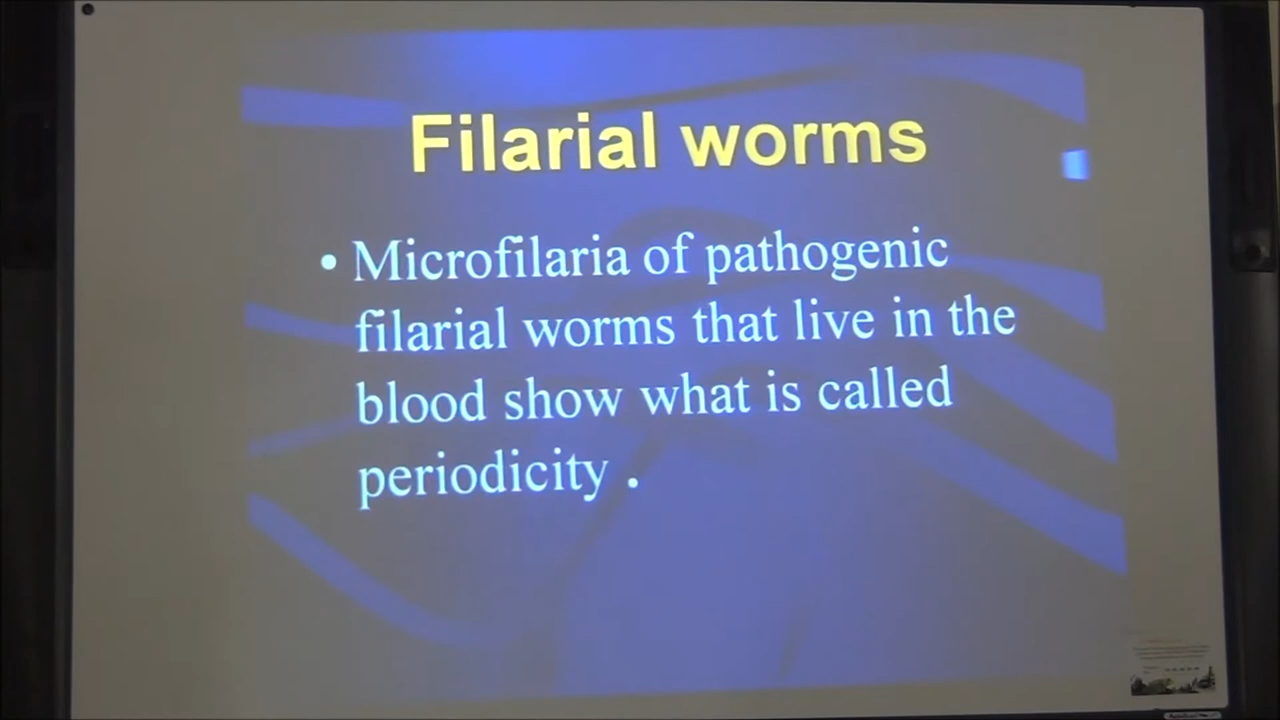 Filarial worms
• Microfilaria of pathogenic
filarial worms that live in the
blood show what is called
periodicity .